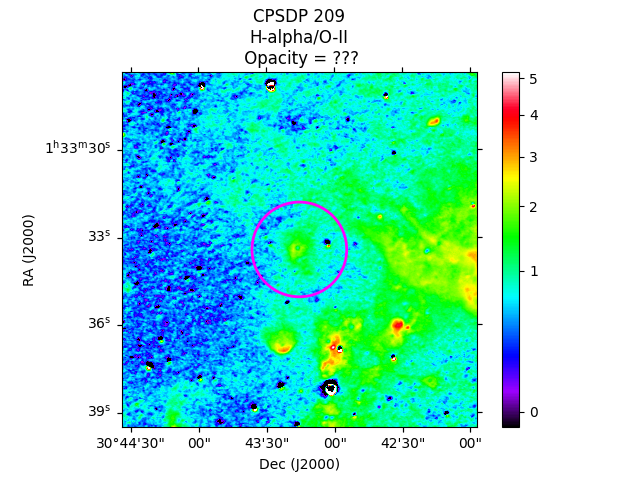 CPSDP 209
H-alpha/O-II
Opacity = ???
5
4
3
2
1
0
1ʰ33ᵐ30ˢ
33ˢ
36ˢ
39ˢ
RA (J2000)
30°44'30" 00" 43'30" 00" 42'30" 00"
Dec (J2000)